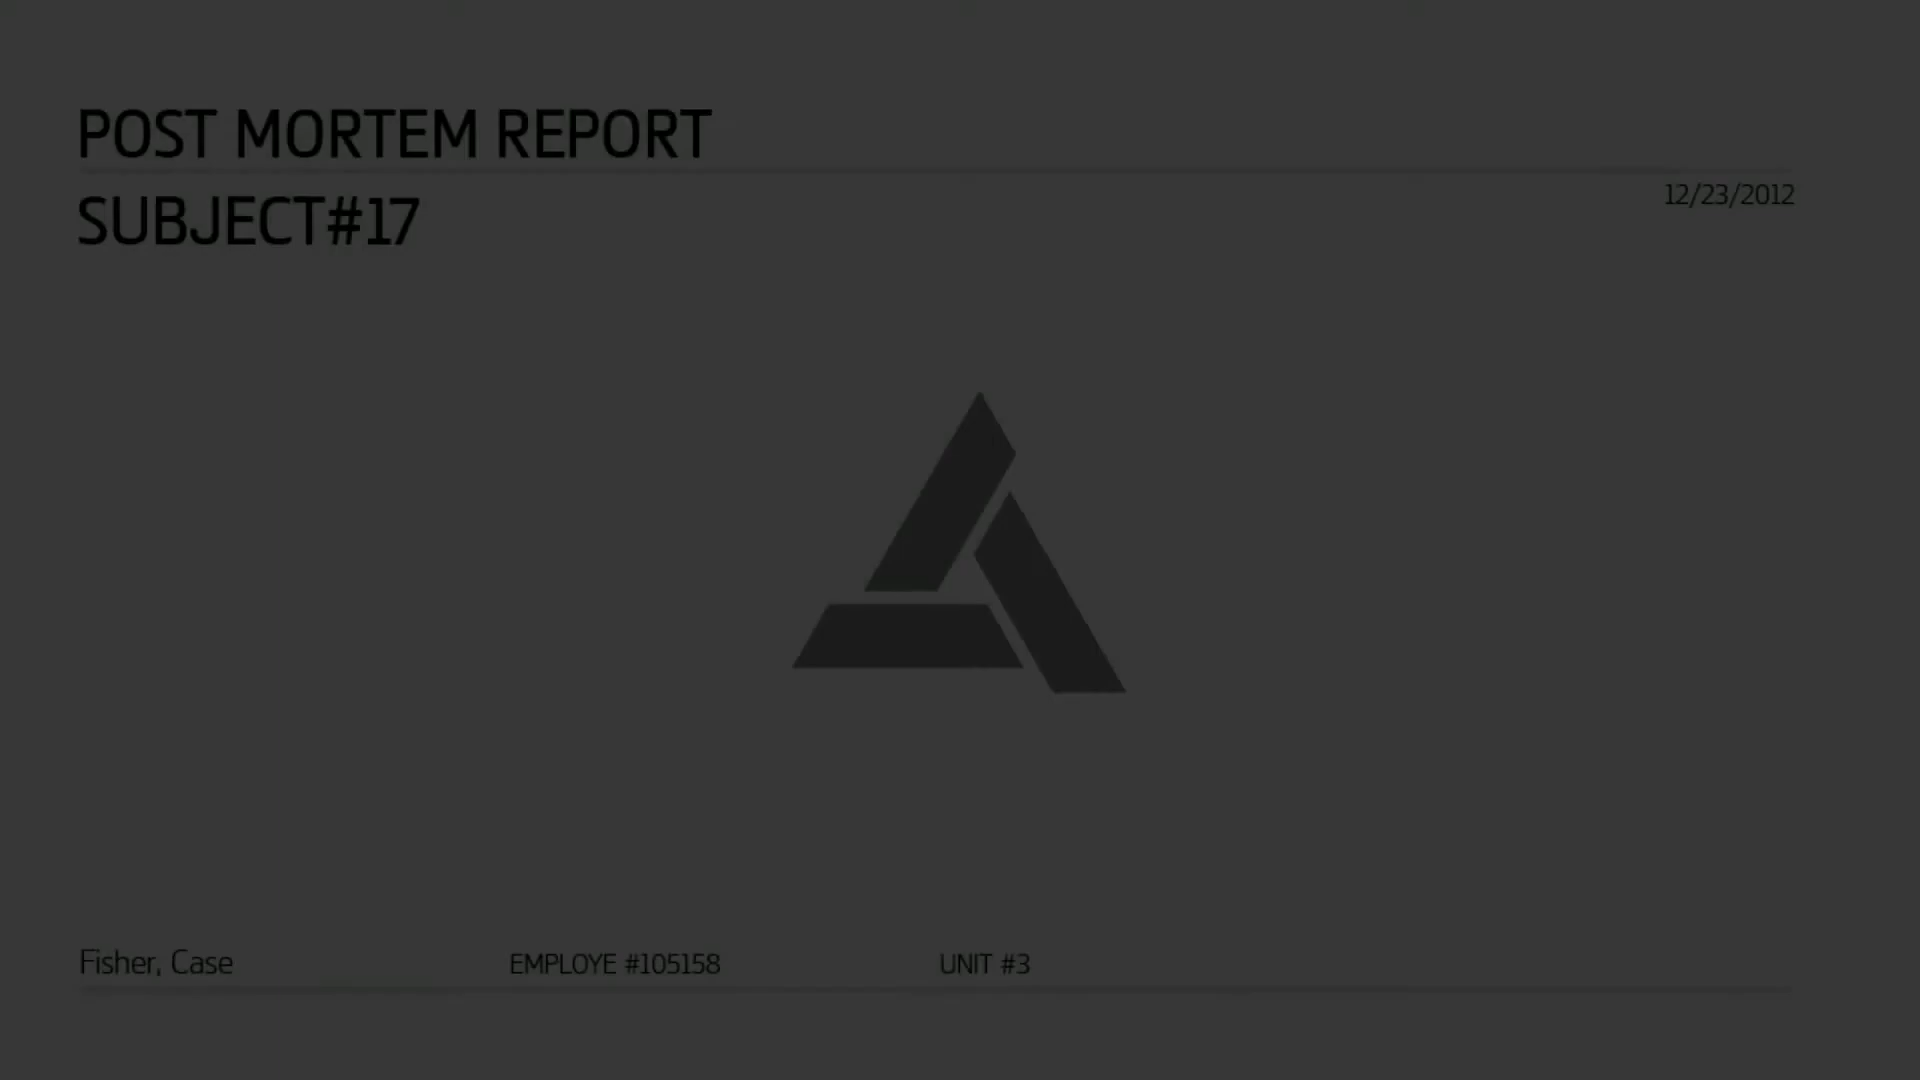 POST MORTEM REPORT
SUBJECT#17
12/23/2012
Fisher, Case
EMPLOYE #105158
UNIT #3